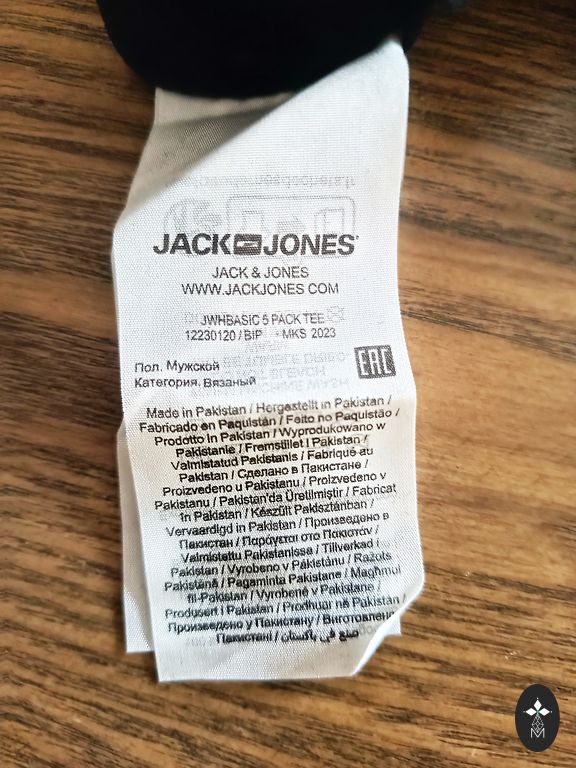 JACK JONES
JACK & JONES
WWW.JACKJONES.COM
JWHBASIC 5 PACK TEE
12230120 / BIP MKS 2023
Пол. Мужской
Категория. Вязаный
EAC
Made in Pakistan / Hergestellt in Pakistan /
Fabricado en Paquistán / Feito no Paquistão /
Prodotto in Pakistan / Wyprodukowano w
Pakistanie / Fremstillet i Pakistan /
Valmistatud Pakistanis / Fabriqué au
Pakistan / Сделано в Пакистане /
Proizvedeno u Pakistanu / Proizvedeno v
Pakistanu / Pakistan'da Üretilmiştir / Fabricat
în Pakistan / Készült Pakisztánban /
Vervaardigd in Pakistan / Произведено в
Пакистан / Παράγεται στο Πακιστάν /
Valmistettu Pakistanissa / Tillverkad i
Pakistan / Vyrobeno v Pákistánu / Ražots
Pakistānā / Pagaminta Pakistane / Magħmul
fil-Pakistan / Vyrobené v Pakistane /
Produsert i Pakistan / Prodhuar në Pakistan /
Произведено у Пакистану / Виготовлено
Пакистані / صنع في باكستان
M